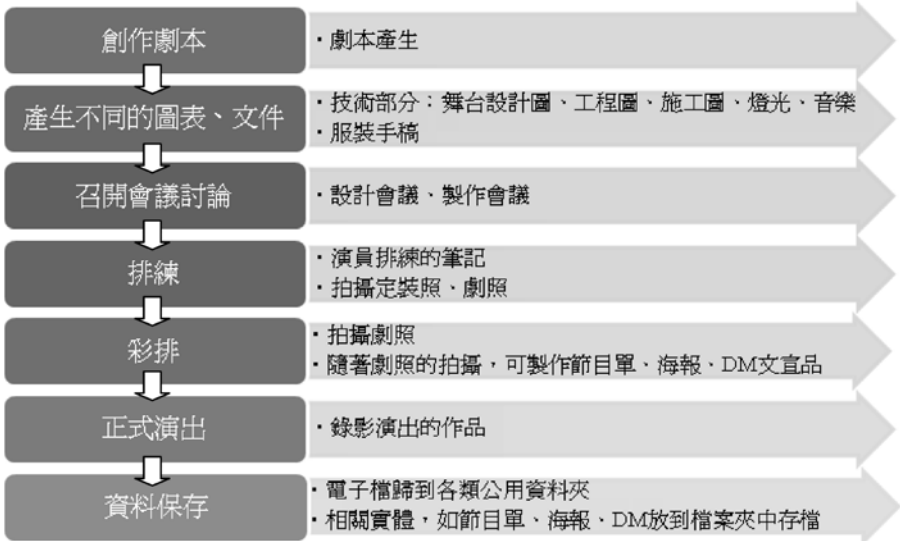 創作劇本
・劇本產生
產生不同的圖表、文件
・技術部分：舞台設計圖、工程圖、施工圖、燈光、音樂
・服裝手稿
召開會議討論
・設計會議、製作會議
排練
・演員排練的筆記
・拍攝定裝照、劇照
彩排
・拍攝劇照
・隨著劇照的拍攝，可製作節目單、海報、DM文宣品
正式演出
・錄影演出的作品
資料保存
・電子檔歸到各類公用資料夾
・相關實體，如節目單、海報、DM放到檔案夾中存檔